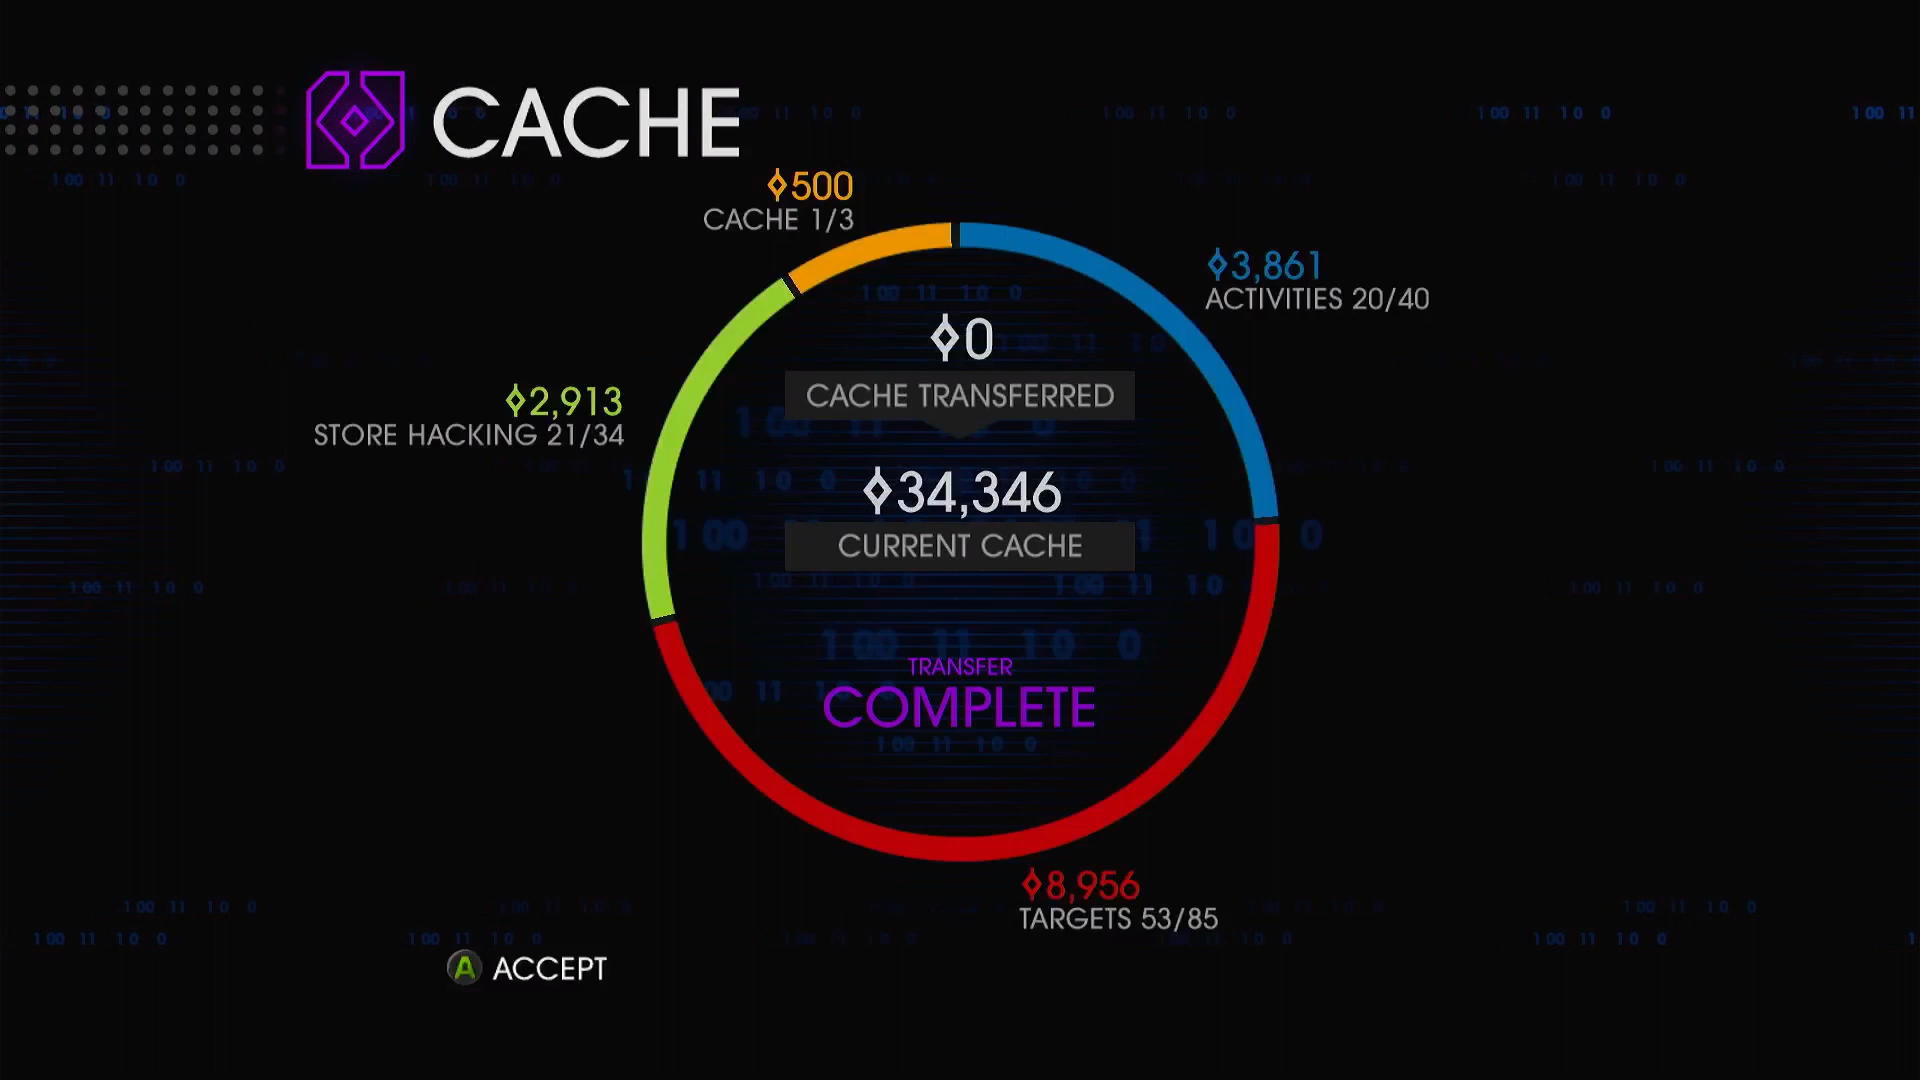 CACHE
500
CACHE 1/3
3,861
ACTIVITIES 20/40
0
CACHE TRANSFERRED
2,913
STORE HACKING 21/34
34,346
CURRENT CACHE
TRANSFER
COMPLETE
8,956
TARGETS 53/85
A ACCEPT